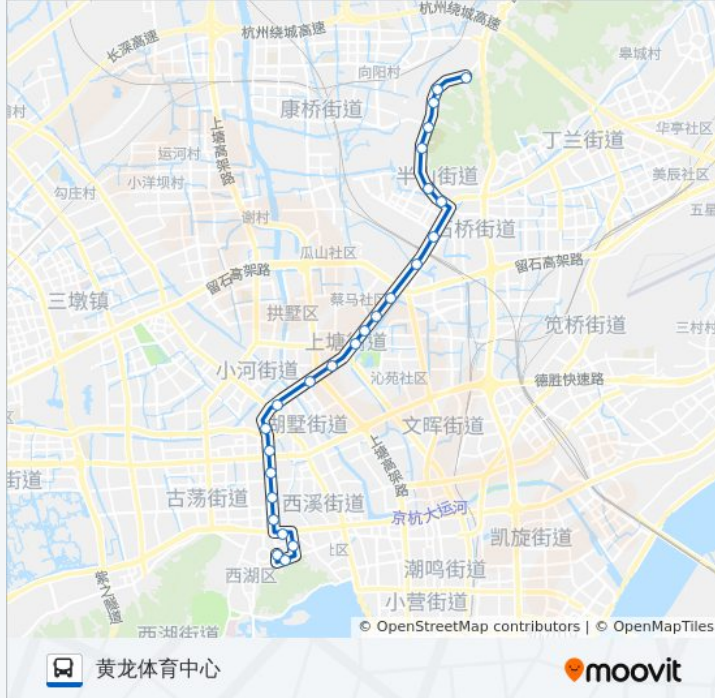 杭州绕城高速
杭州绕城高速
长深高速
皋城村
向阳村
康桥街道
华亭社区
丁兰街道
上塘高架路
运河村
美辰社区
小洋坝村
勾庄村
谢村
石桥街道
瓜山社区
留石高架路
留石高架路
三墩镇
蔡马社区
拱墅区
笕桥街道
三村村
上塘街道
小河街道
沁苑社区
德胜快速路
湖墅街道
文晖街道
上塘高架路
街道
古荡街道
西溪街道
京杭大运河
凯旋街道
社区
西湖区
潮鸣街道
紫之隧道
小营街道
西湖街道
© OpenStreetMap contributors | © OpenMapTiles
黄龙体育中心
moovit